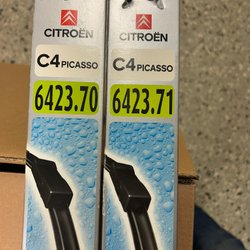 CITROËN
C4 PICASSO
6423.70
CITROËN
C4 PICASSO
6423.71